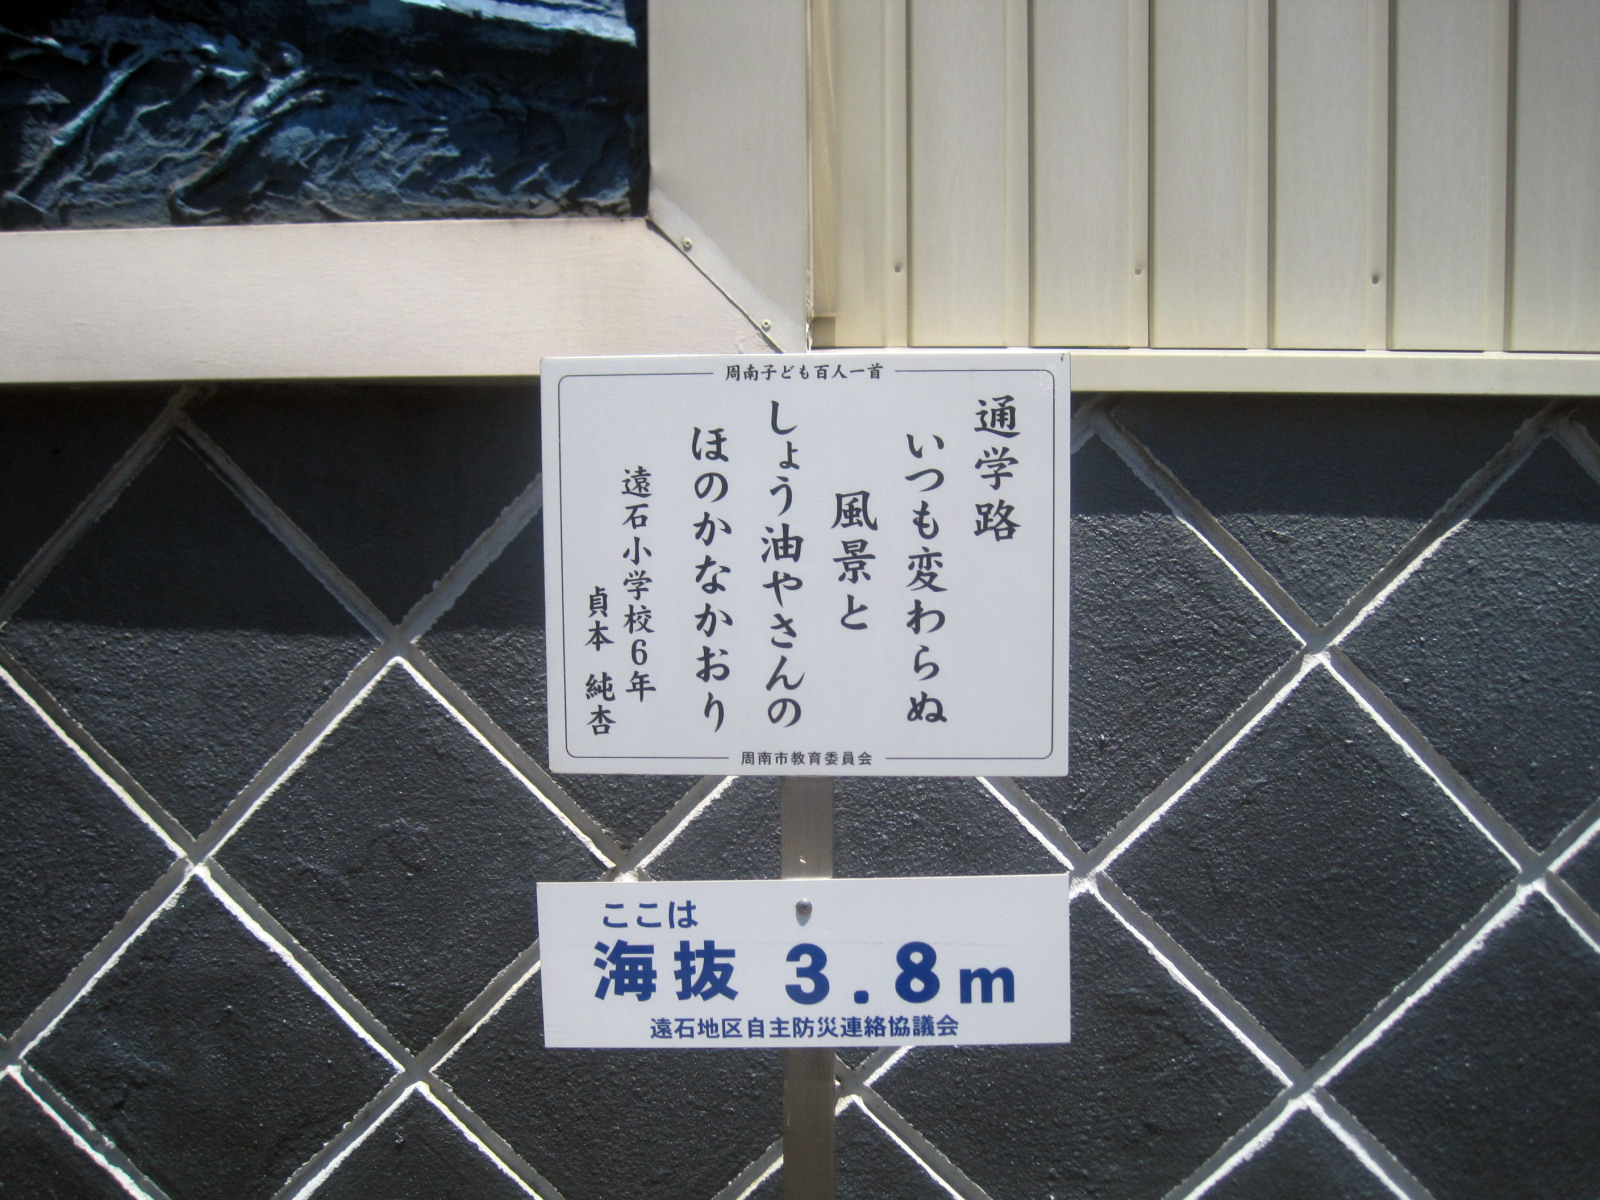 周南子ども百人一首
通学路
いつも変わらぬ
風景と
しょう油やさんの
ほのかなかおり
遠石小学校6年
貞本 純杏
周南市教育委員会
ここは
海抜 3.8m
遠石地区自主防災連絡協議会